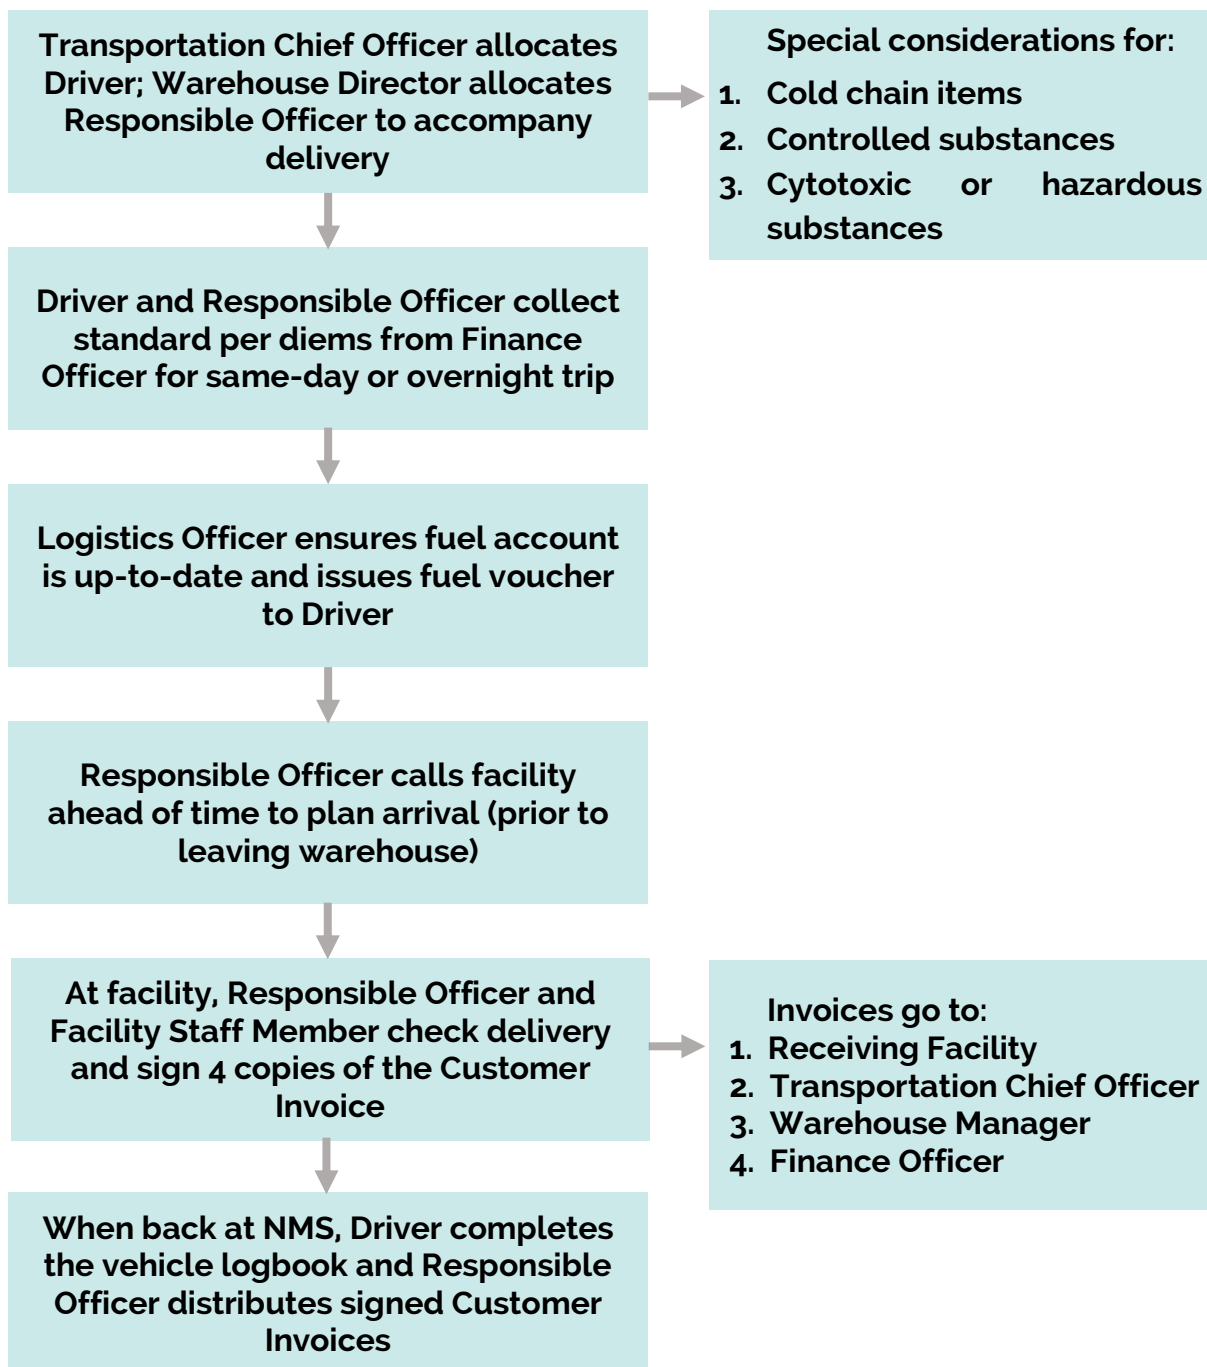 Transportation Chief Officer allocates
Driver; Warehouse Director allocates
Responsible Officer to accompany
delivery
Special considerations for:
1. Cold chain items
2. Controlled substances
3. Cytotoxic or hazardous
substances
Driver and Responsible Officer collect
standard per diems from Finance
Officer for same-day or overnight trip
Logistics Officer ensures fuel account
is up-to-date and issues fuel voucher
to Driver
Responsible Officer calls facility
ahead of time to plan arrival (prior to
leaving warehouse)
At facility, Responsible Officer and
Facility Staff Member check delivery
and sign 4 copies of the Customer
Invoice
Invoices go to:
1. Receiving Facility
2. Transportation Chief Officer
3. Warehouse Manager
4. Finance Officer
When back at NMS, Driver completes
the vehicle logbook and Responsible
Officer distributes signed Customer
Invoices